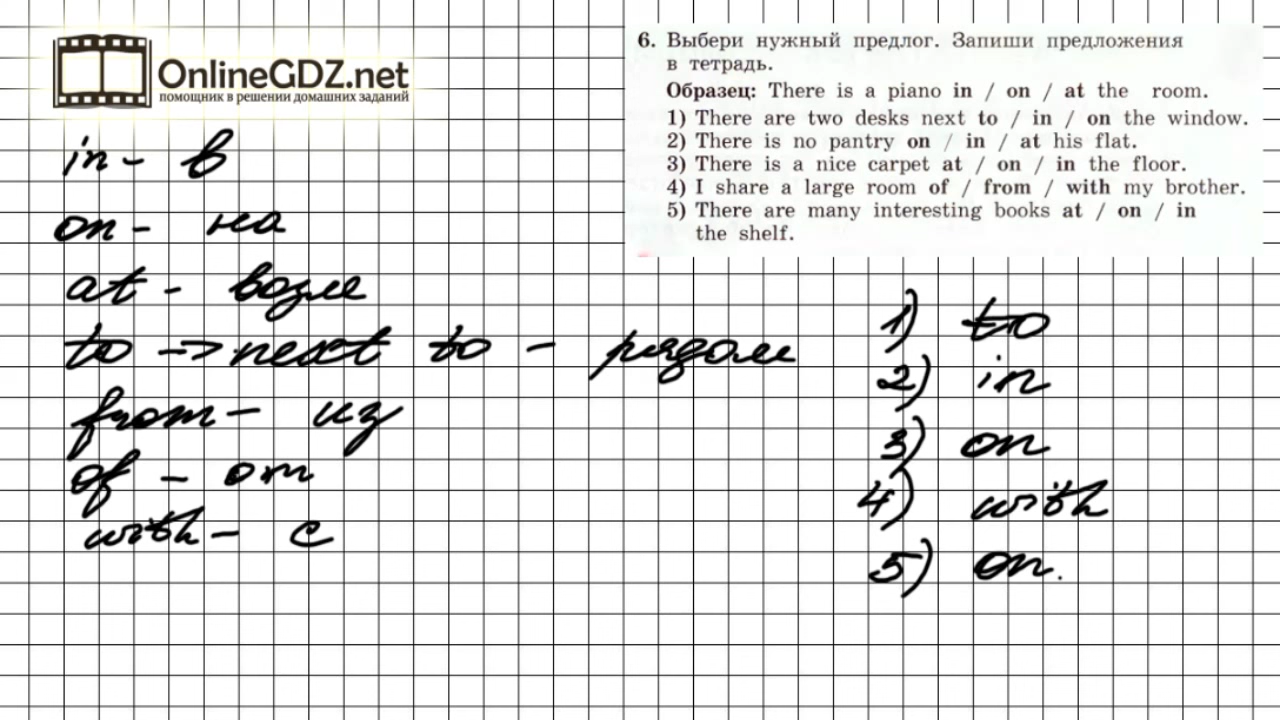 OnlineGDZ.net
помощник в решении домашних заданий
6. Выбери нужный предлог. Запиши предложения
в тетрадь.
Образец: There is a piano in / on / at the room.
1) There are two desks next to / in / on the window.
2) There is no pantry on / in / at his flat.
3) There is a nice carpet at / on / in the floor.
4) I share a large room of / from / with my brother.
5) There are many interesting books at / on / in
the shelf.
in - в
on - на
at - возле
to -> next to - рядом
from - из
of - от
with - с
1) to
2) in
3) on
4) with
5) on.